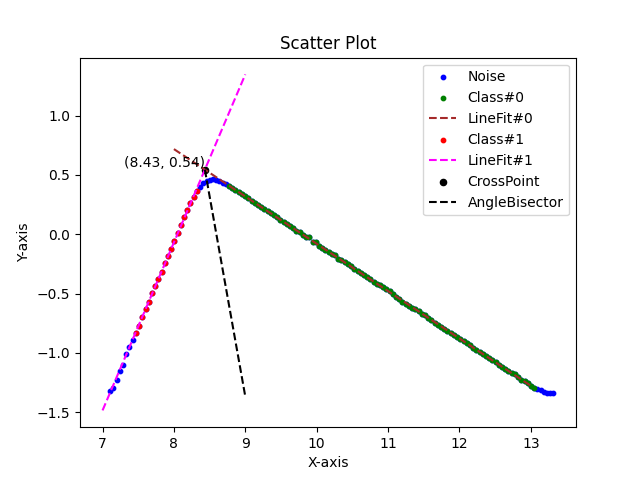 Scatter Plot
Noise
Class#0
LineFit#0
Class#1
LineFit#1
CrossPoint
AngleBisector
(8.43, 0.54)
Y-axis
1.0
0.5
0.0
−0.5
−1.0
−1.5
7 8 9 10 11 12 13
X-axis